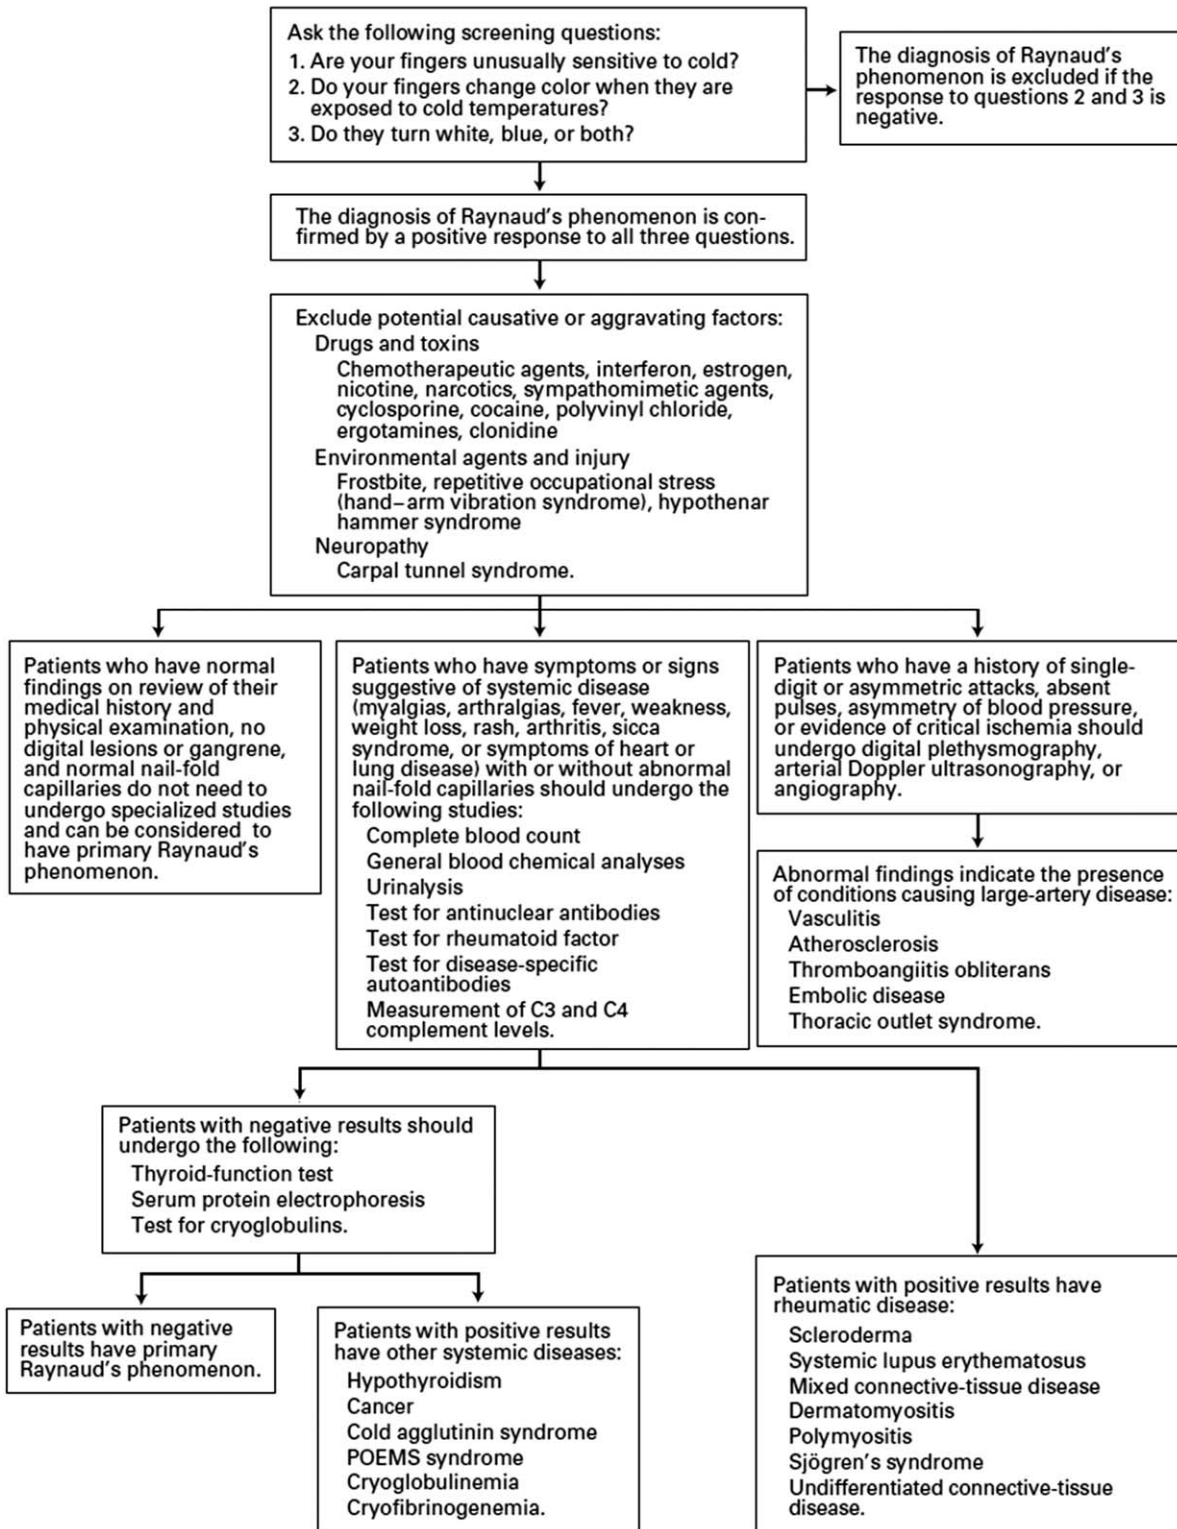 Ask the following screening questions:
1. Are your fingers unusually sensitive to cold?
2. Do your fingers change color when they are
exposed to cold temperatures?
3. Do they turn white, blue, or both?
The diagnosis of Raynaud's
phenomenon is excluded if the
response to questions 2 and 3 is
negative.
The diagnosis of Raynaud's phenomenon is con-
firmed by a positive response to all three questions.
Exclude potential causative or aggravating factors:
Drugs and toxins
Chemotherapeutic agents, interferon, estrogen,
nicotine, narcotics, sympathomimetic agents,
cyclosporine, cocaine, polyvinyl chloride,
ergotamines, clonidine
Environmental agents and injury
Frostbite, repetitive occupational stress
(hand–arm vibration syndrome), hypothenar
hammer syndrome
Neuropathy
Carpal tunnel syndrome.
Patients who have normal
findings on review of their
medical history and
physical examination, no
digital lesions or gangrene,
and normal nail-fold
capillaries do not need to
undergo specialized studies
and can be considered to
have primary Raynaud's
phenomenon.
Patients who have symptoms or signs
suggestive of systemic disease
(myalgias, arthralgias, fever, weakness,
weight loss, rash, arthritis, sicca
syndrome, or symptoms of heart or
lung disease) with or without abnormal
nail-fold capillaries should undergo the
following studies:
Complete blood count
General blood chemical analyses
Urinalysis
Test for antinuclear antibodies
Test for rheumatoid factor
Test for disease-specific
autoantibodies
Measurement of C3 and C4
complement levels.
Patients who have a history of single-
digit or asymmetric attacks, absent
pulses, asymmetry of blood pressure,
or evidence of critical ischemia should
undergo digital plethysmography,
arterial Doppler ultrasonography, or
angiography.
Abnormal findings indicate the presence
of conditions causing large-artery disease:
Vasculitis
Atherosclerosis
Thromboangiitis obliterans
Embolic disease
Thoracic outlet syndrome.
Patients with negative results should
undergo the following:
Thyroid-function test
Serum protein electrophoresis
Test for cryoglobulins.
Patients with negative
results have primary
Raynaud's phenomenon.
Patients with positive results
have other systemic diseases:
Hypothyroidism
Cancer
Cold agglutinin syndrome
POEMS syndrome
Cryoglobulinemia
Cryofibrinogenemia.
Patients with positive results have
rheumatic disease:
Scleroderma
Systemic lupus erythematosus
Mixed connective-tissue disease
Dermatomyositis
Polymyositis
Sjögren's syndrome
Undifferentiated connective-tissue
disease.